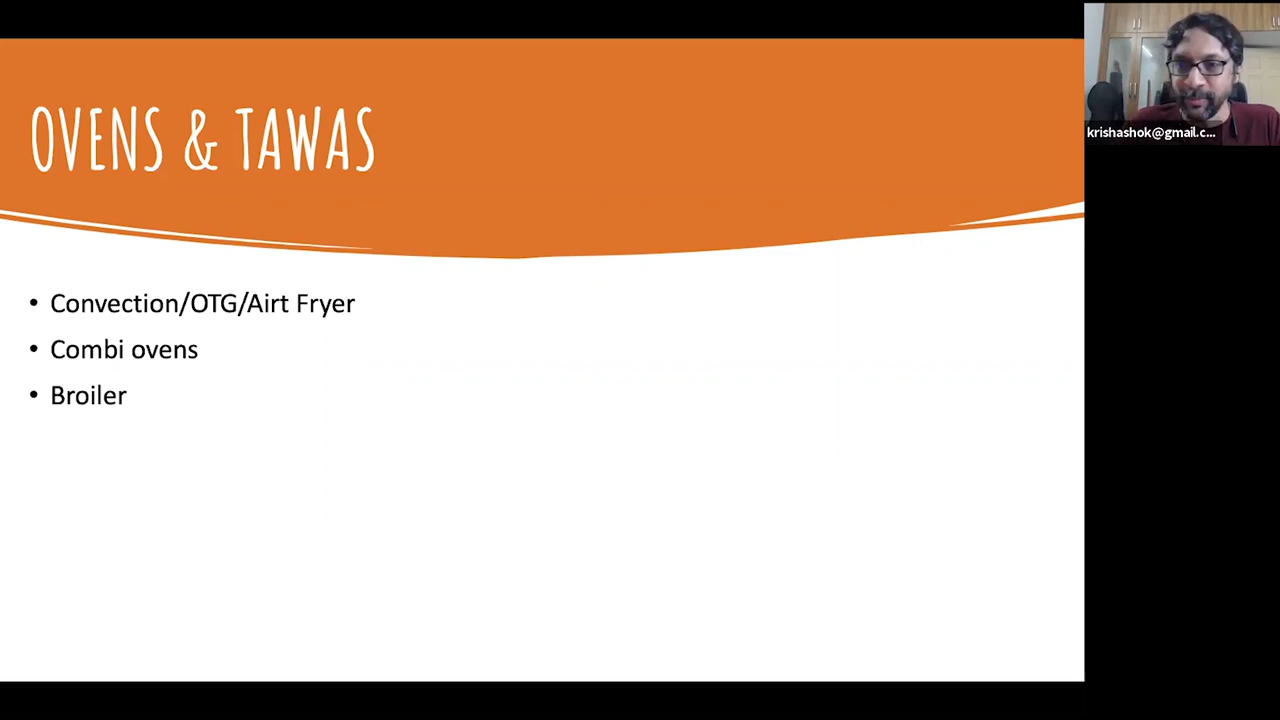 OVENS & TAWAS
• Convection/OTG/Airt Fryer
• Combi ovens
• Broiler
krishashok@gmail.c...